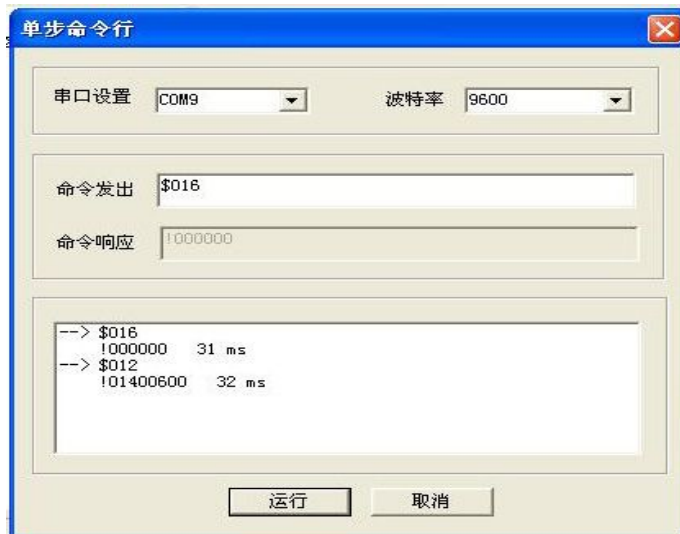 单步命令行
串口设置 COM9 波特率 9600
命令发出 $016
命令响应 !000000
--> $016
!000000 31 ms
--> $012
!01400600 32 ms
运行 取消